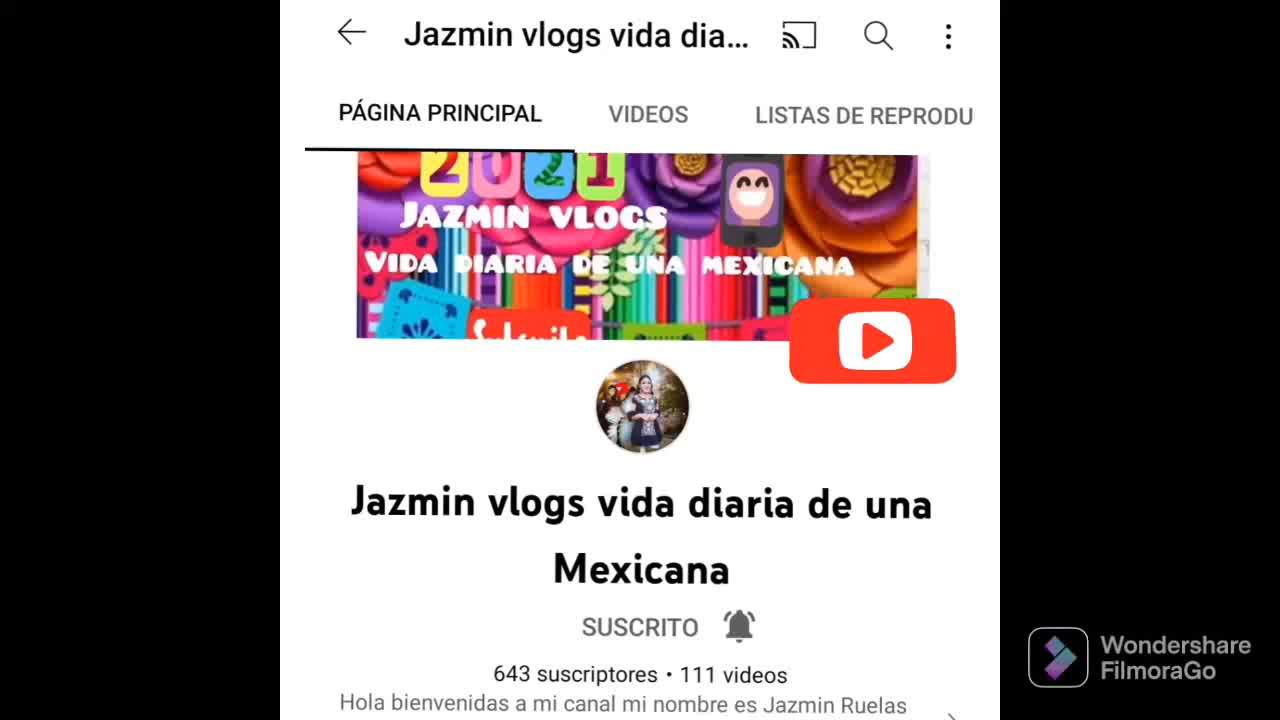 Jazmin vlogs vida dia...
PÁGINA PRINCIPAL VIDEOS LISTAS DE REPRODU
2021
JAZMIN VLOGS
VIDA DIARIA DE UNA MEXICANA
Jazmin vlogs vida diaria de una
Mexicana
SUSCRITO
643 suscriptores • 111 videos
Hola bienvenidas a mi canal mi nombre es Jazmin Ruelas
Wondershare
FilmoraGo